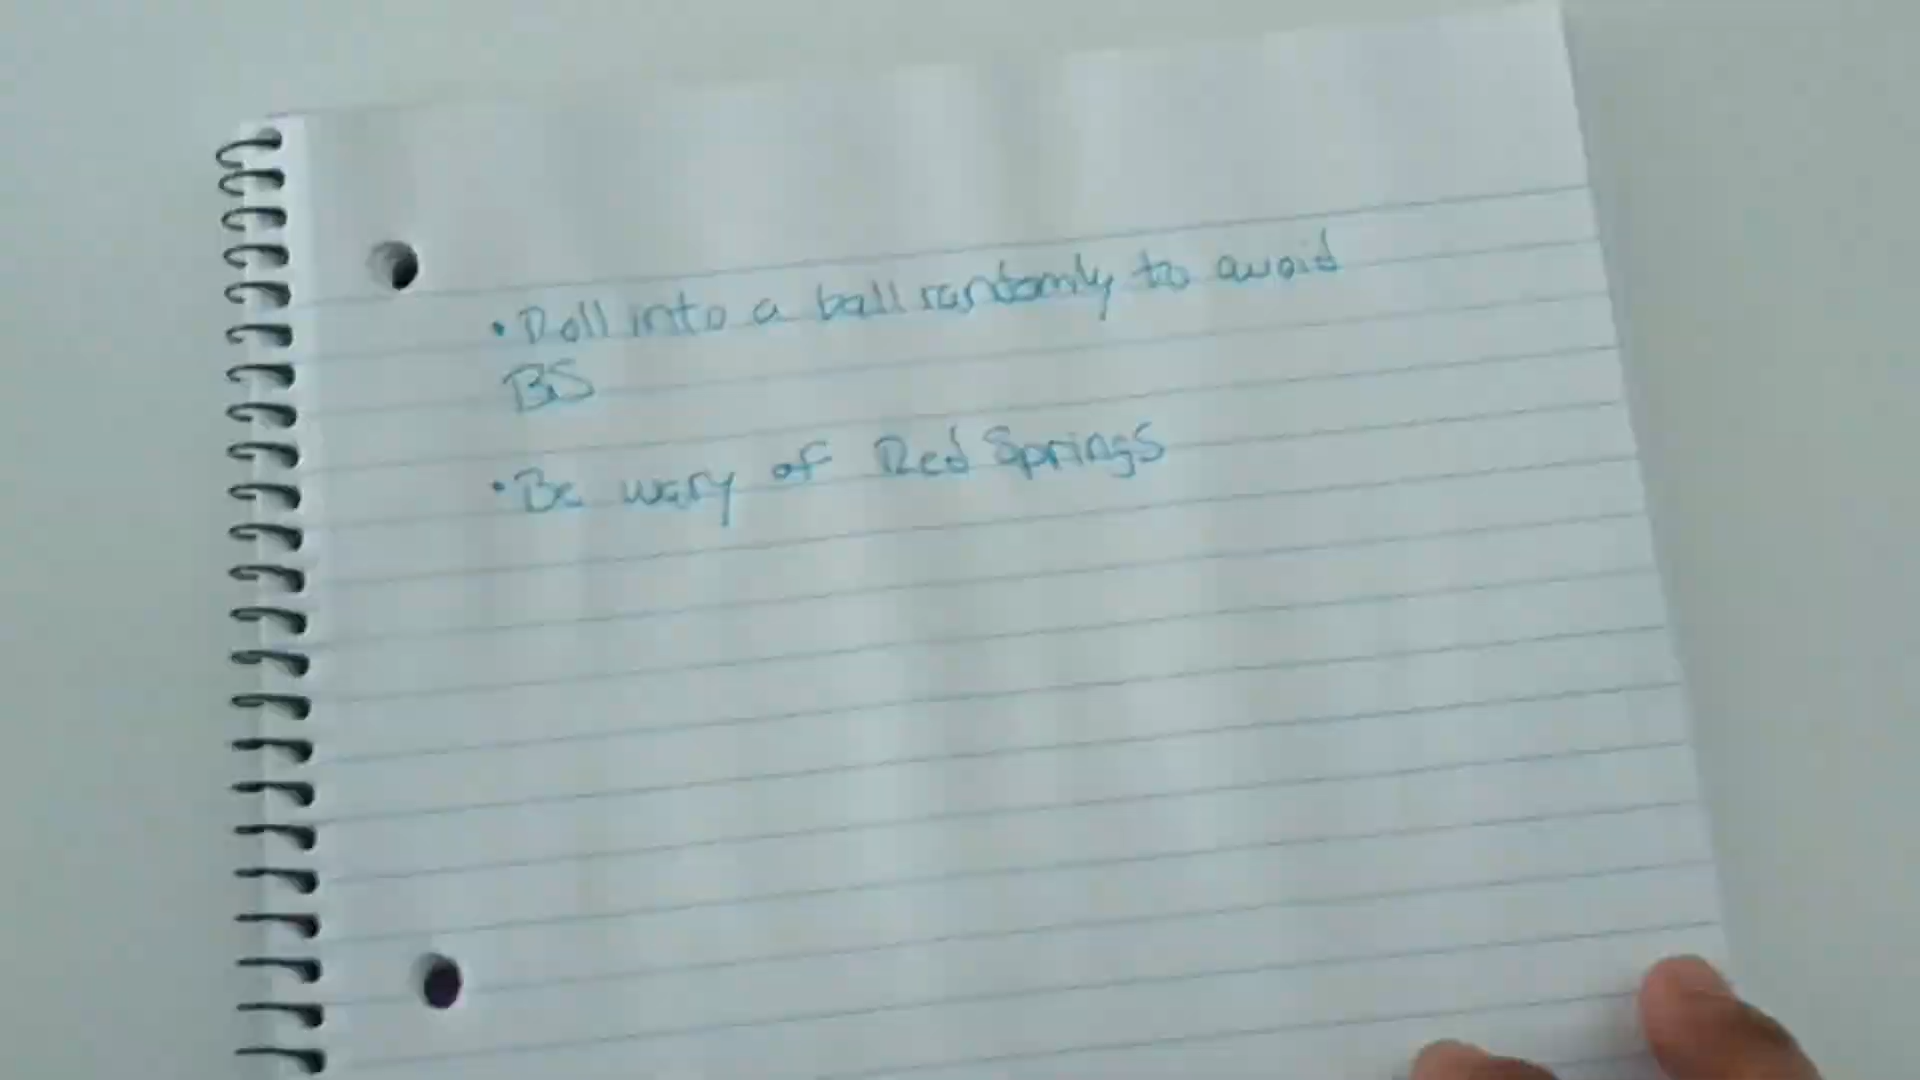 • Roll into a ball randomly to avoid
BS
• Be wary of Red Springs